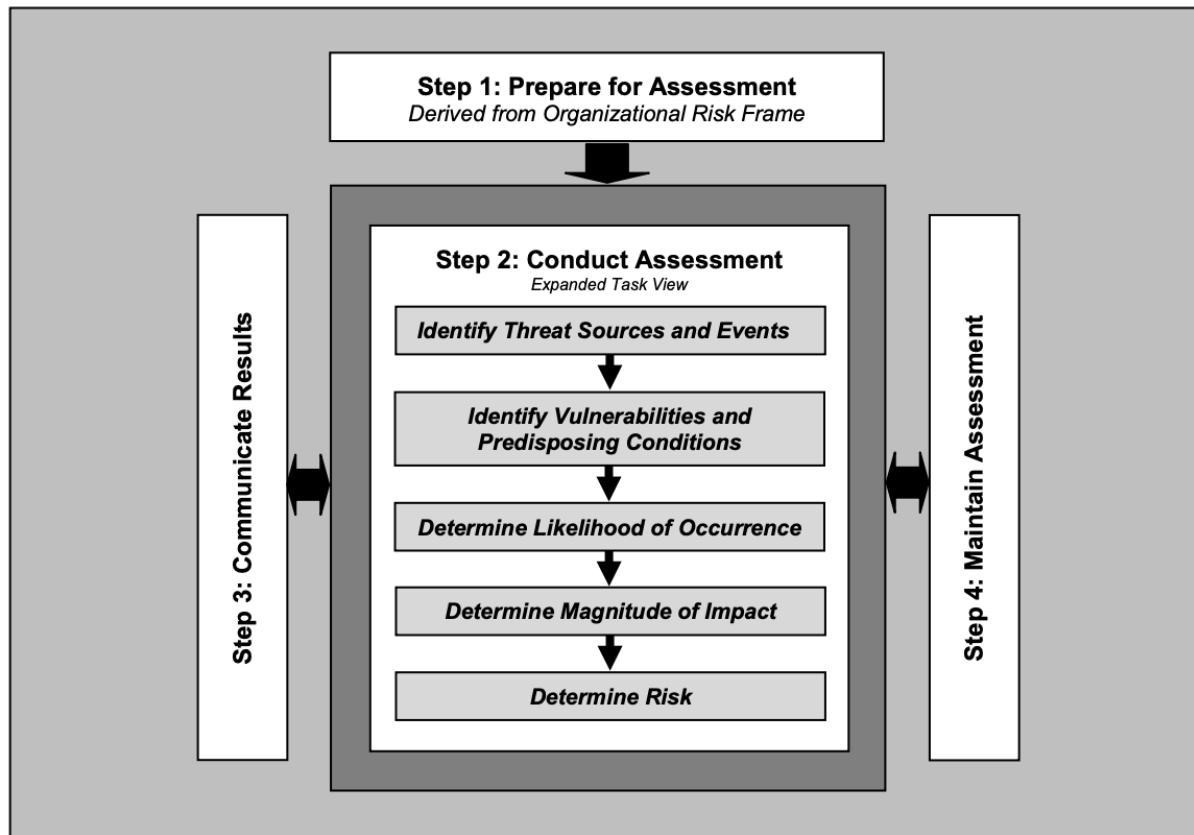 Step 1: Prepare for Assessment
Derived from Organizational Risk Frame
Step 2: Conduct Assessment
Expanded Task View
Identify Threat Sources and Events
Identify Vulnerabilities and
Predisposing Conditions
Determine Likelihood of Occurrence
Determine Magnitude of Impact
Determine Risk
Step 3: Communicate Results
Step 4: Maintain Assessment